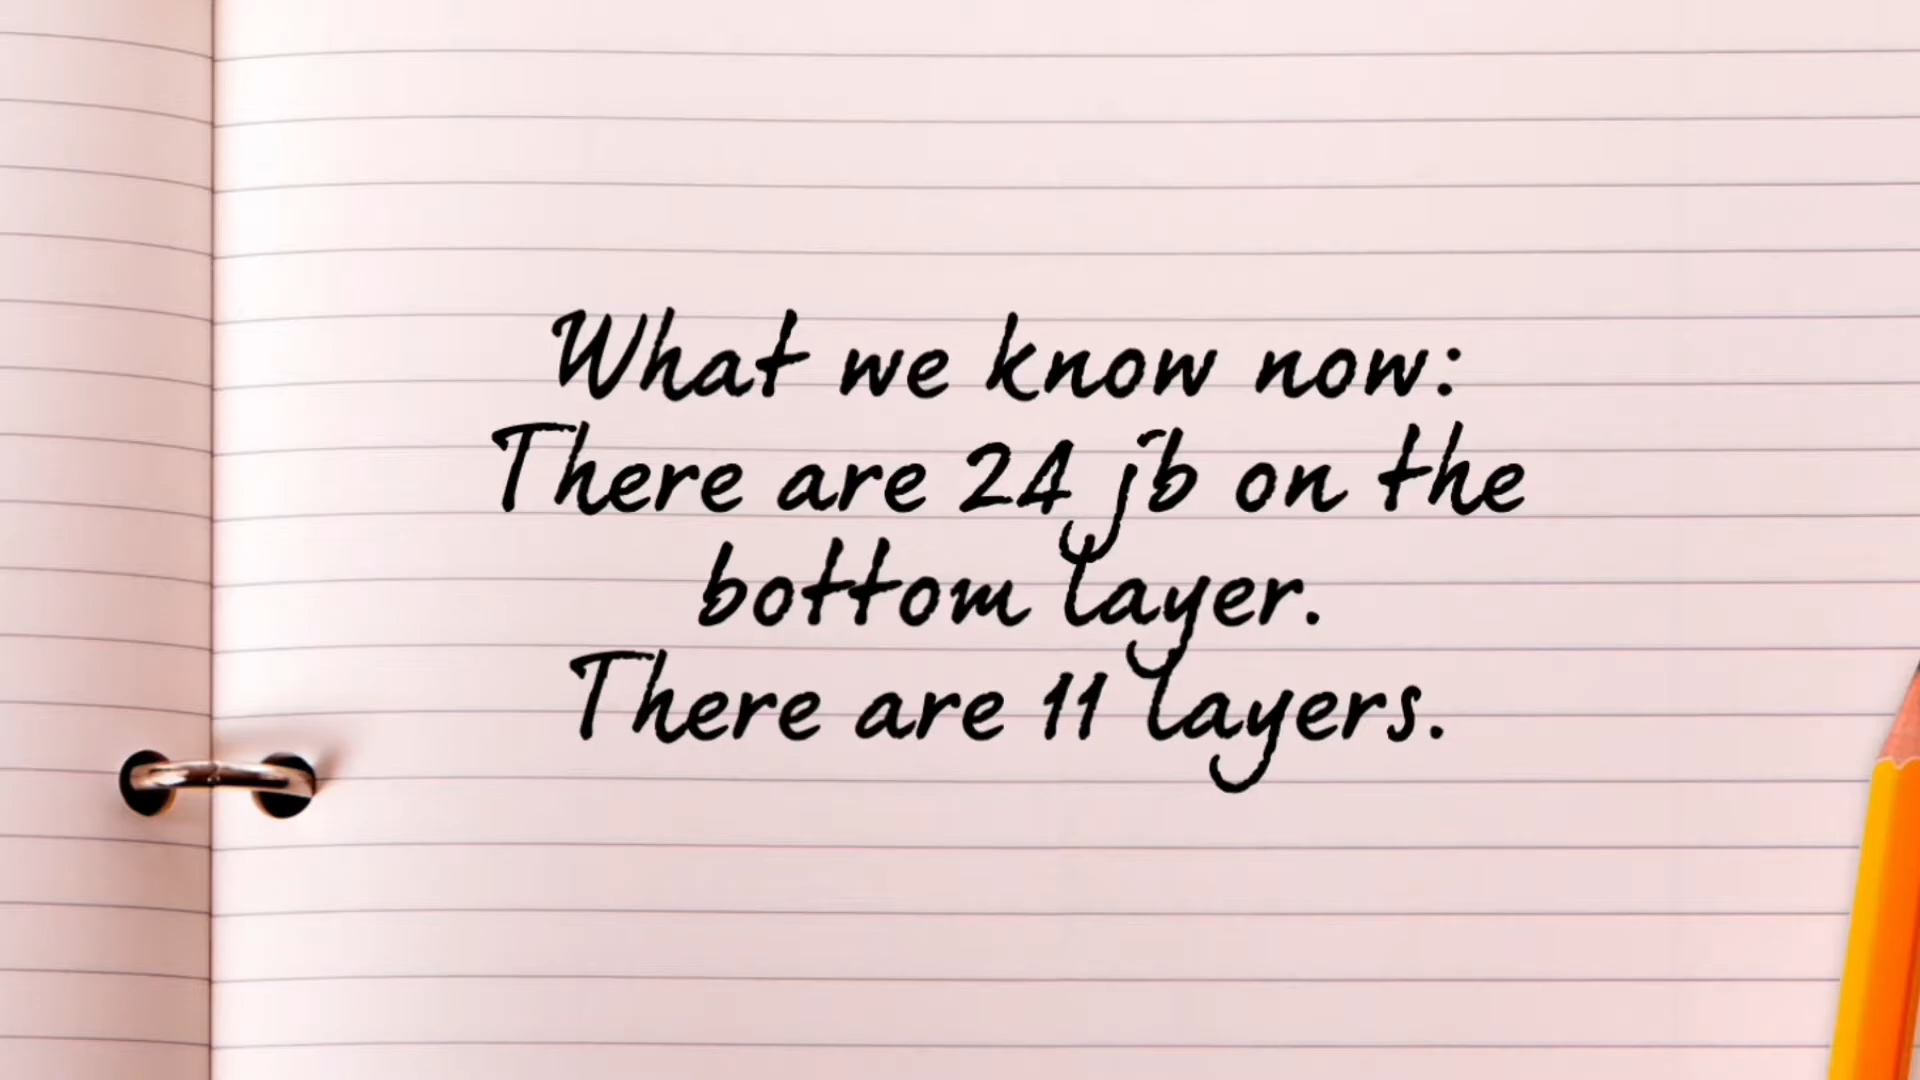 What we know now:
There are 24 jb on the
bottom layer.
There are 11 layers.